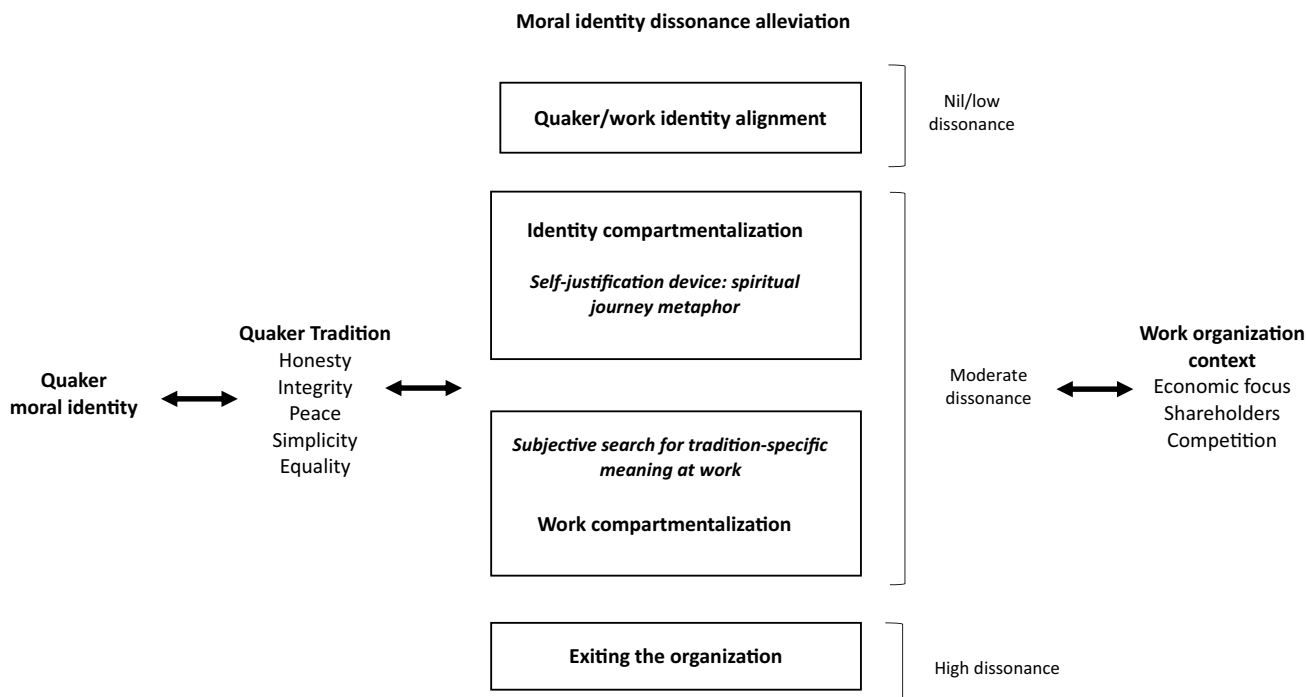 Moral identity dissonance alleviation
Quaker/work identity alignment
Nil/low
dissonance
Identity compartmentalization
Self-justification device: spiritual
journey metaphor
Quaker
moral identity
Quaker Tradition
Honesty
Integrity
Peace
Simplicity
Equality
Moderate
dissonance
Work organization
context
Economic focus
Shareholders
Competition
Subjective search for tradition-specific
meaning at work
Work compartmentalization
Exiting the organization
High dissonance